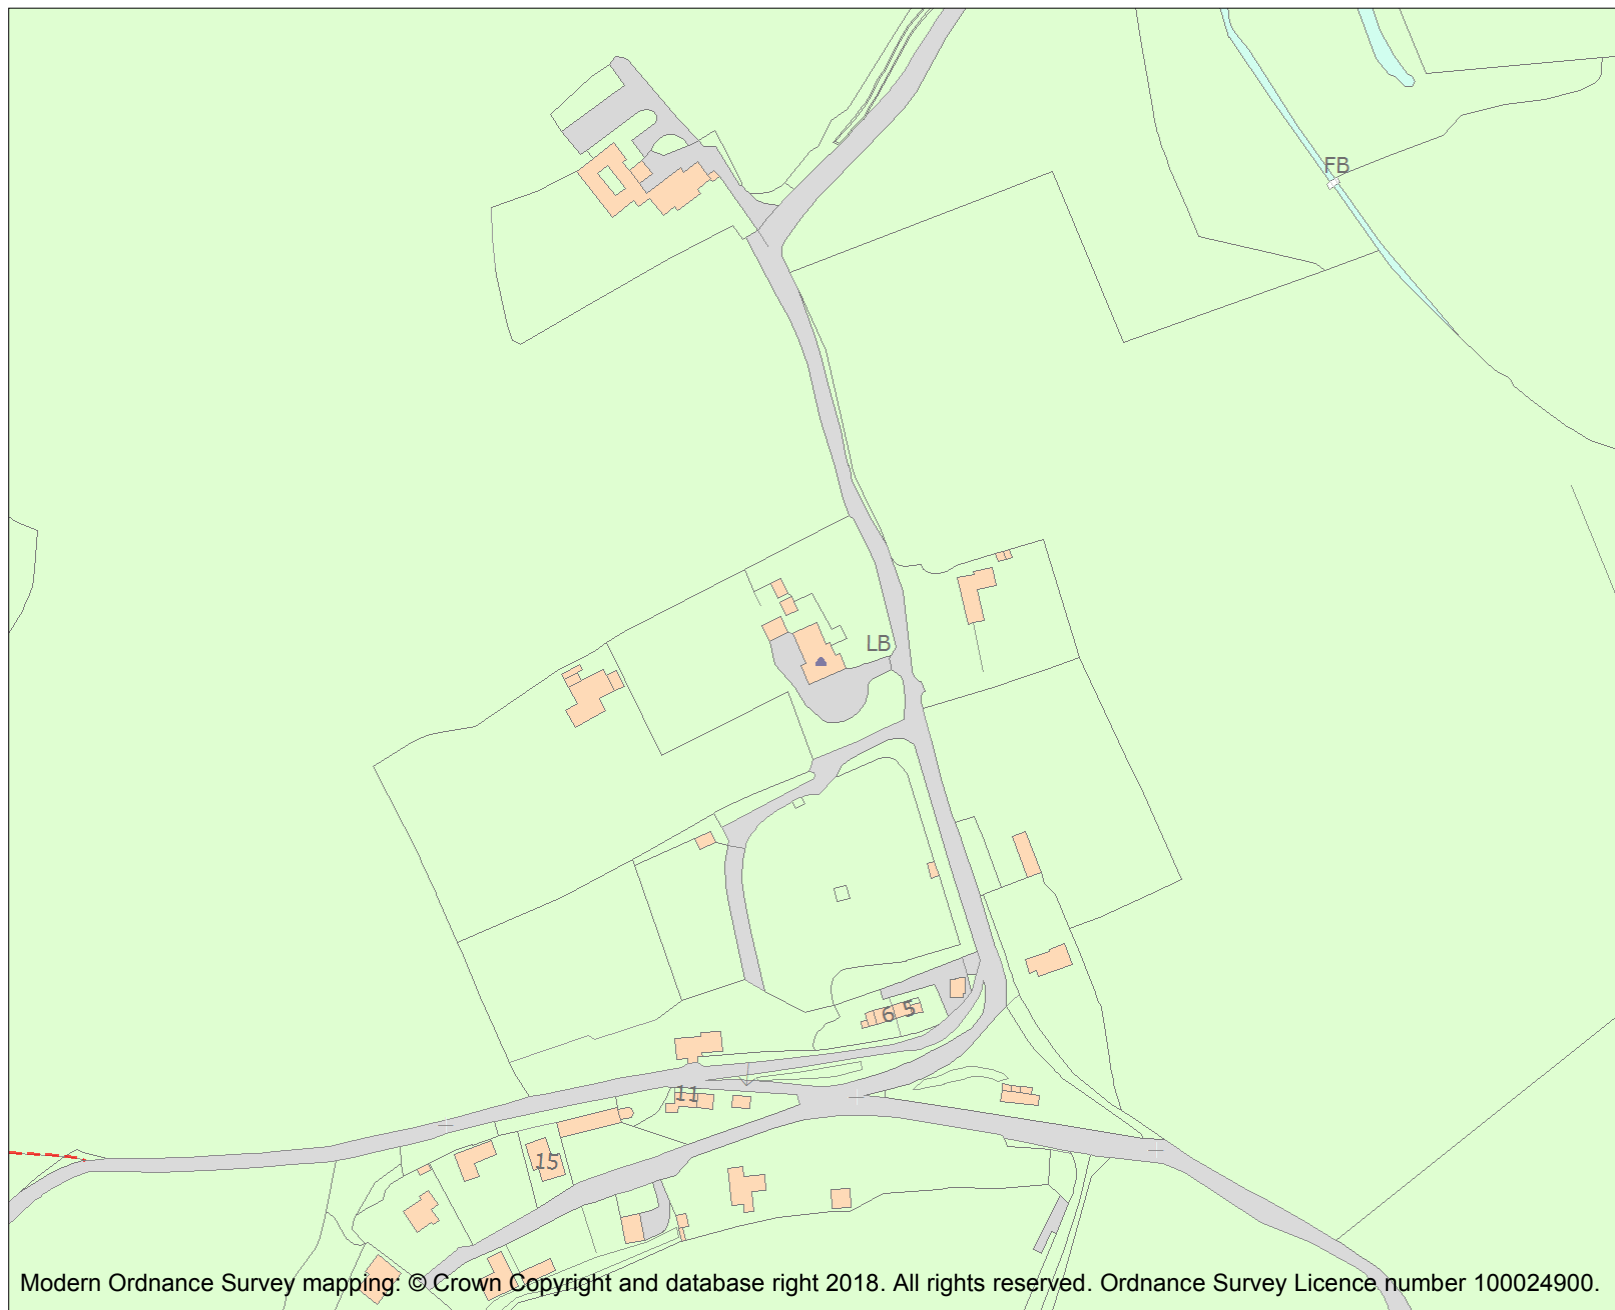 FB
LB
6 5
11
15
Modern Ordnance Survey mapping: © Crown Copyright and database right 2018. All rights reserved. Ordnance Survey Licence number 100024900.